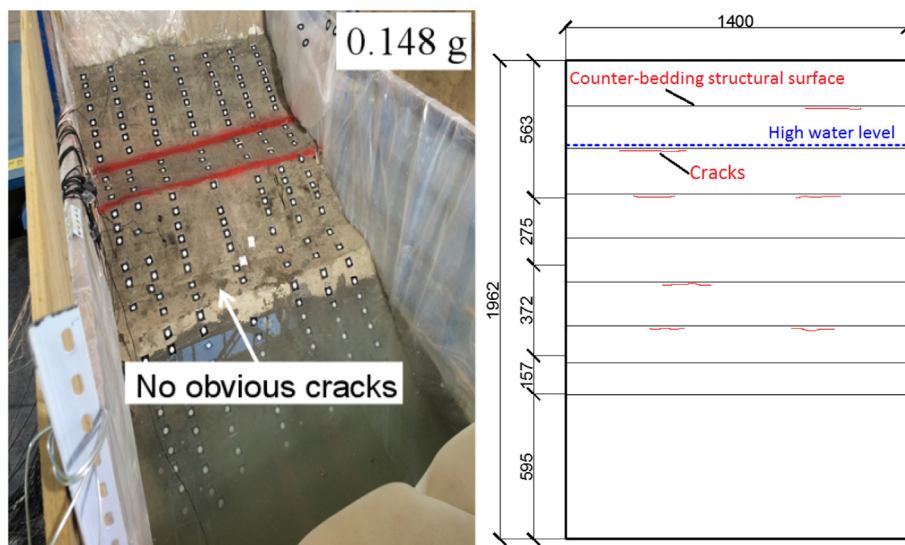 0.148 g
No obvious cracks
1400
Counter-bedding structural surface
High water level
Cracks
1962
563
275
372
157
595